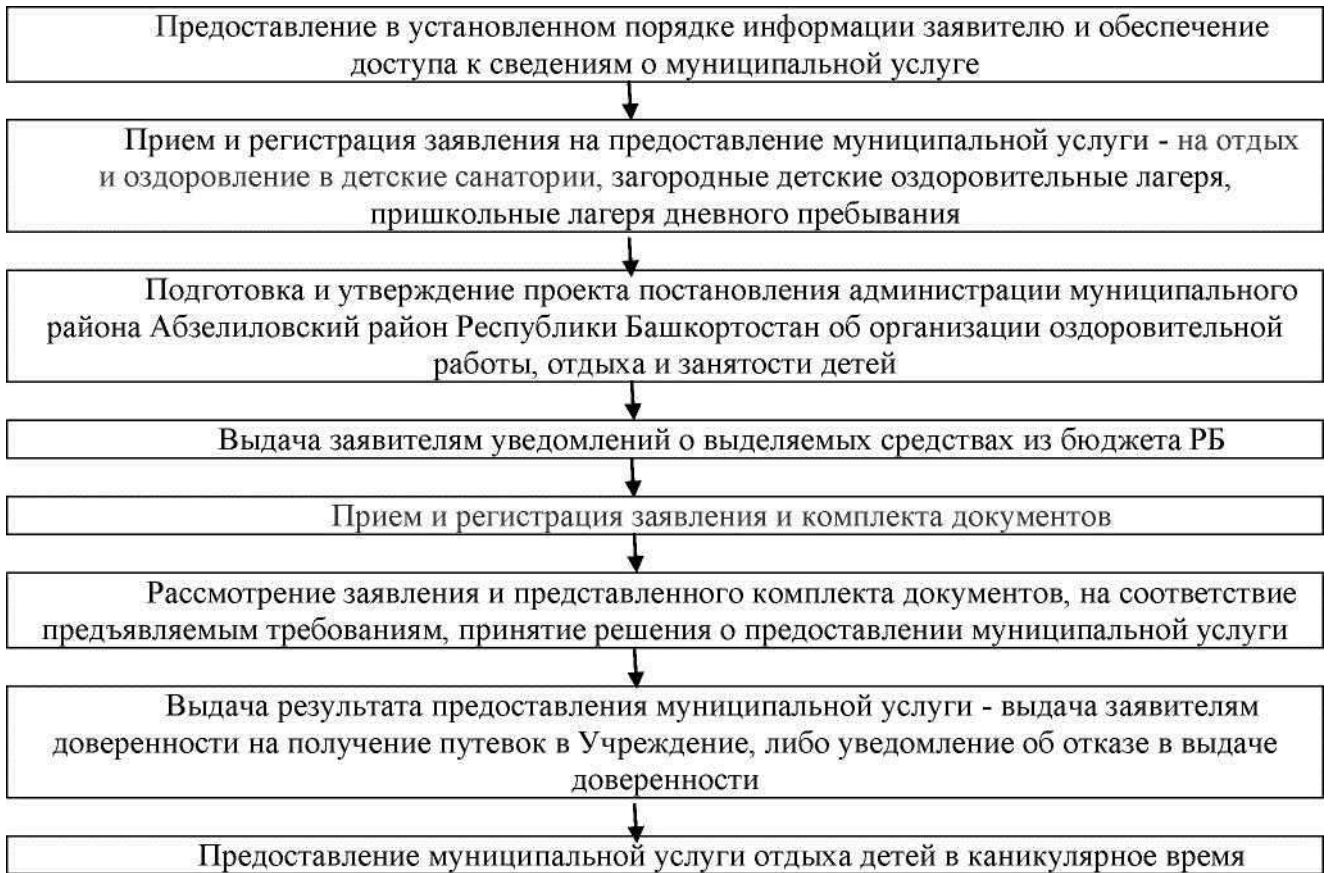 Предоставление в установленном порядке информации заявителю и обеспечение
доступа к сведениям о муниципальной услуге
Прием и регистрация заявления на предоставление муниципальной услуги - на отдых
и оздоровление в детские санатории, загородные детские оздоровительные лагеря,
пришкольные лагеря дневного пребывания
Подготовка и утверждение проекта постановления администрации муниципального
района Абзелиловский район Республики Башкортостан об организации оздоровительной
работы, отдыха и занятости детей
Выдача заявителям уведомлений о выделяемых средствах из бюджета РБ
Прием и регистрация заявления и комплекта документов
Рассмотрение заявления и представленного комплекта документов, на соответствие
предъявляемым требованиям, принятие решения о предоставлении муниципальной услуги
Выдача результата предоставления муниципальной услуги - выдача заявителям
доверенности на получение путевок в Учреждение, либо уведомление об отказе в выдаче
доверенности
Предоставление муниципальной услуги отдыха детей в каникулярное время